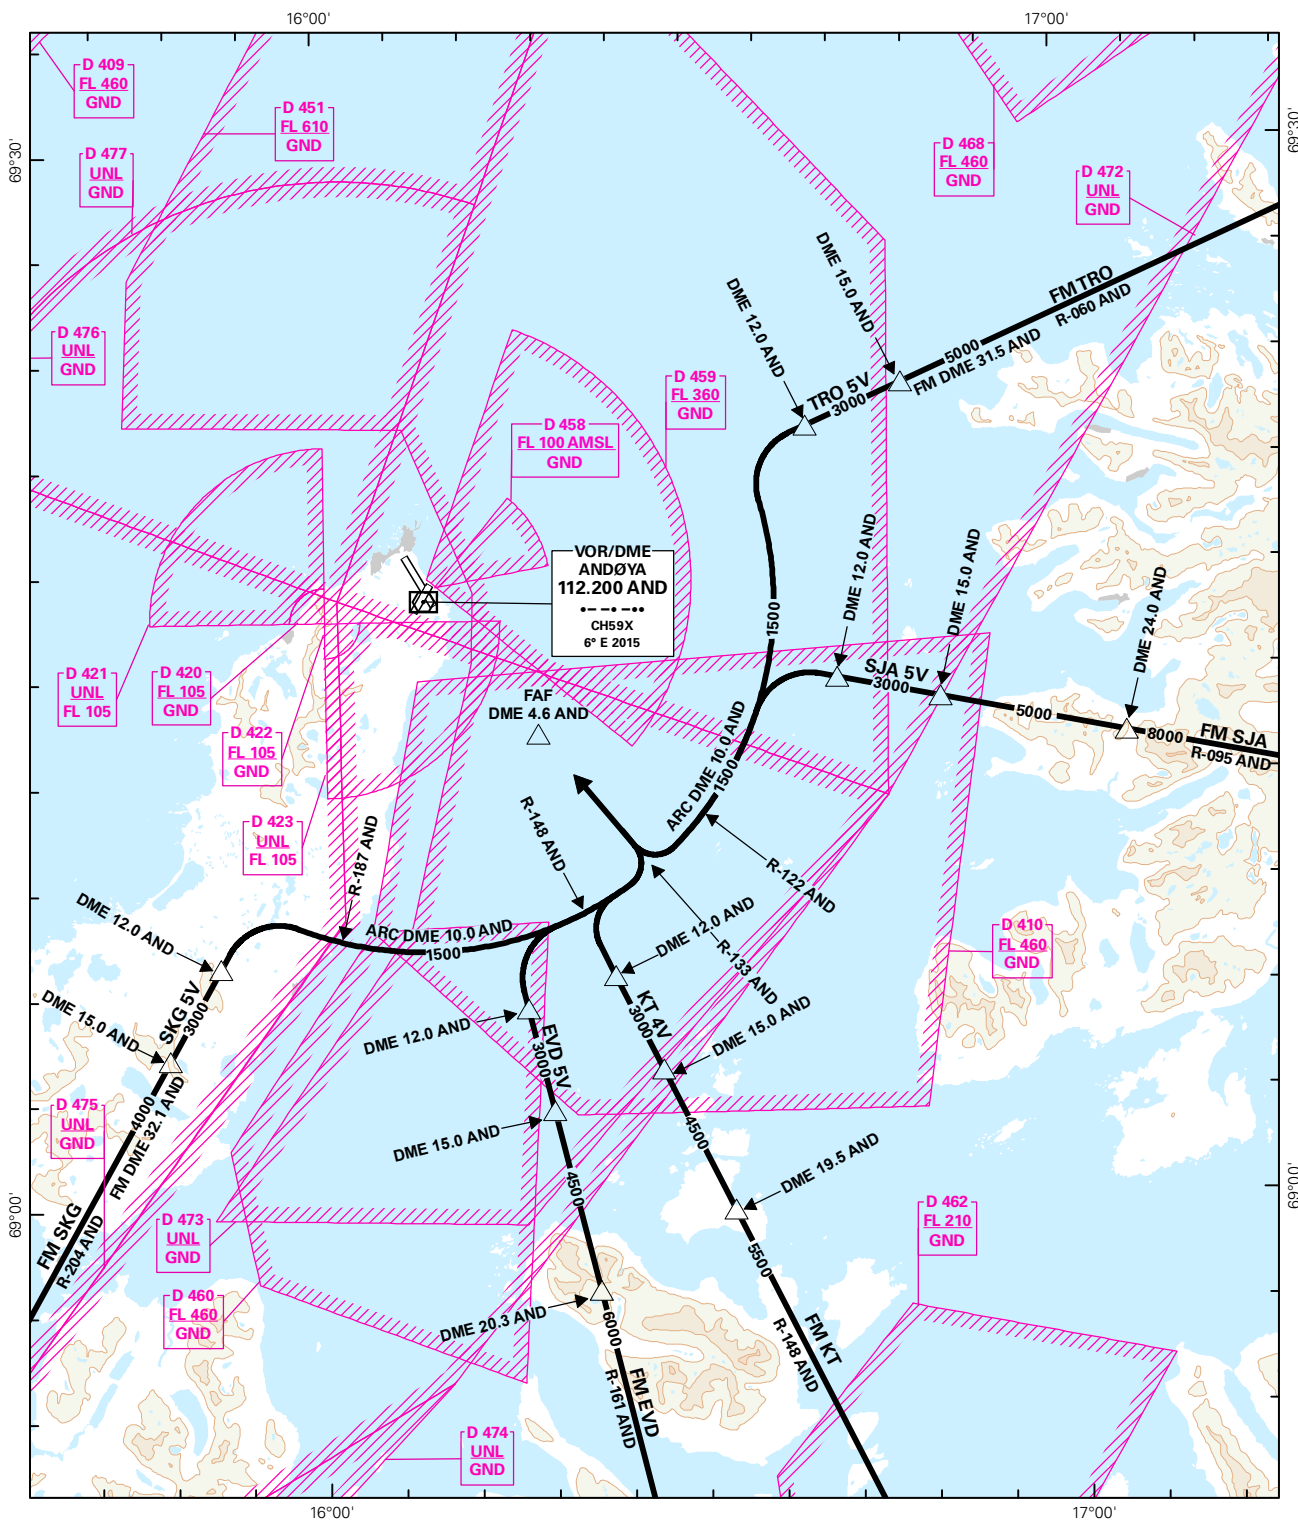 16°00'
17°00'
69°30'
69°30'
D 409
FL 460
GND
D 451
FL 610
GND
D 477
UNL
GND
D 468
FL 460
GND
D 472
UNL
GND
D 476
UNL
GND
D 459
FL 360
GND
D 458
FL 100 AMSL
GND
DME 15.0 AND
DME 12.0 AND
FM TRO
R-060 AND
5000
FM DME 31.5 AND
TRO 5V
3000
VOR/DME
ANDØYA
112.200 AND
CH59X
6° E 2015
1500
DME 12.0 AND
DME 15.0 AND
DME 24.0 AND
D 421
UNL
FL 105
D 420
FL 105
GND
D 422
FL 105
GND
D 423
UNL
FL 105
FAF
DME 4.6 AND
SJA 5V
3000
5000
8000
FM SJA
R-095 AND
ARC DME 10.0 AND
1500
R-148 AND
R-187 AND
R-122 AND
R-133 AND
DME 12.0 AND
ARC DME 10.0 AND
1500
DME 12.0 AND
D 410
FL 460
GND
SKG 5V
3000
DME 15.0 AND
DME 12.0 AND
EVD 5V
3000
KT 4V
3000
DME 15.0 AND
4000
FM DME 32.1 AND
D 475
UNL
GND
DME 15.0 AND
4500
4500
DME 19.5 AND
69°00'
69°00'
FM SKG
R-204 AND
D 473
UNL
GND
D 462
FL 210
GND
D 460
FL 460
GND
DME 20.3 AND
5500
6000
FM KT
R-148 AND
FM EVD
R-161 AND
D 474
UNL
GND
16°00'
17°00'